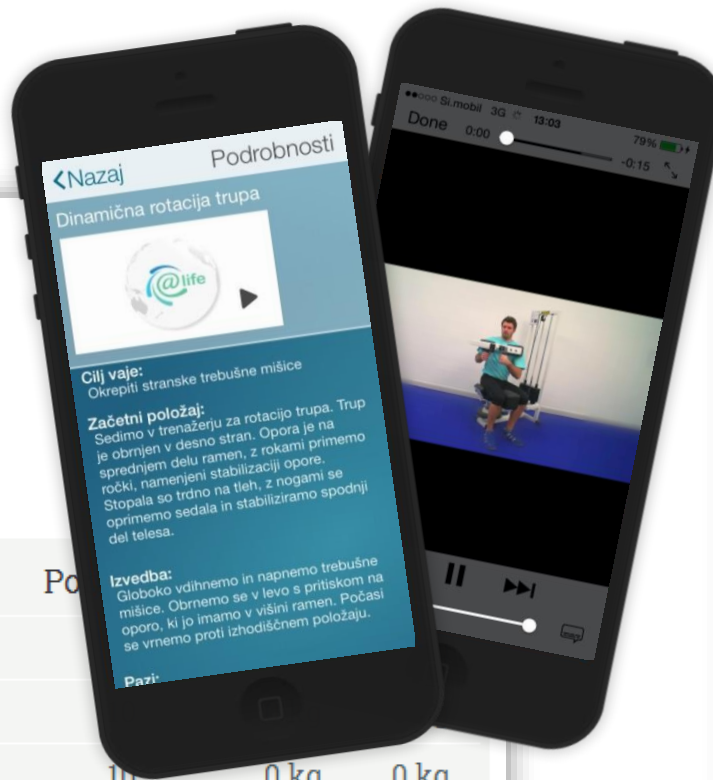 ●●○○○ Si.mobil 3G 13:03 79%
Done 0:00 -0:15
<Nazaj Podrobnosti
Dinamična rotacija trupa
@life
Cilj vaje:
Okrepiti stranske trebušne mišice
Začetni položaj:
Sedimo v trenažerju za rotacijo trupa. Trup
je obrnjen v desno stran. Opora je na
sprednjem delu ramen, z rokami primemo
ročki, namenjeni stabilizaciji opore.
Stopala so trdno na tleh, z nogami se
oprimemo sedala in stabiliziramo spodnji
del telesa.
Izvedba:
Globoko vdihnemo in napnemo trebušne
mišice. Obrnemo se v levo s pritiskom na
oporo, ki jo imamo v višini ramen. Počasi
se vrnemo proti izhodiščnem položaju.
Pazi:
Po
10 0 kg 0 kg